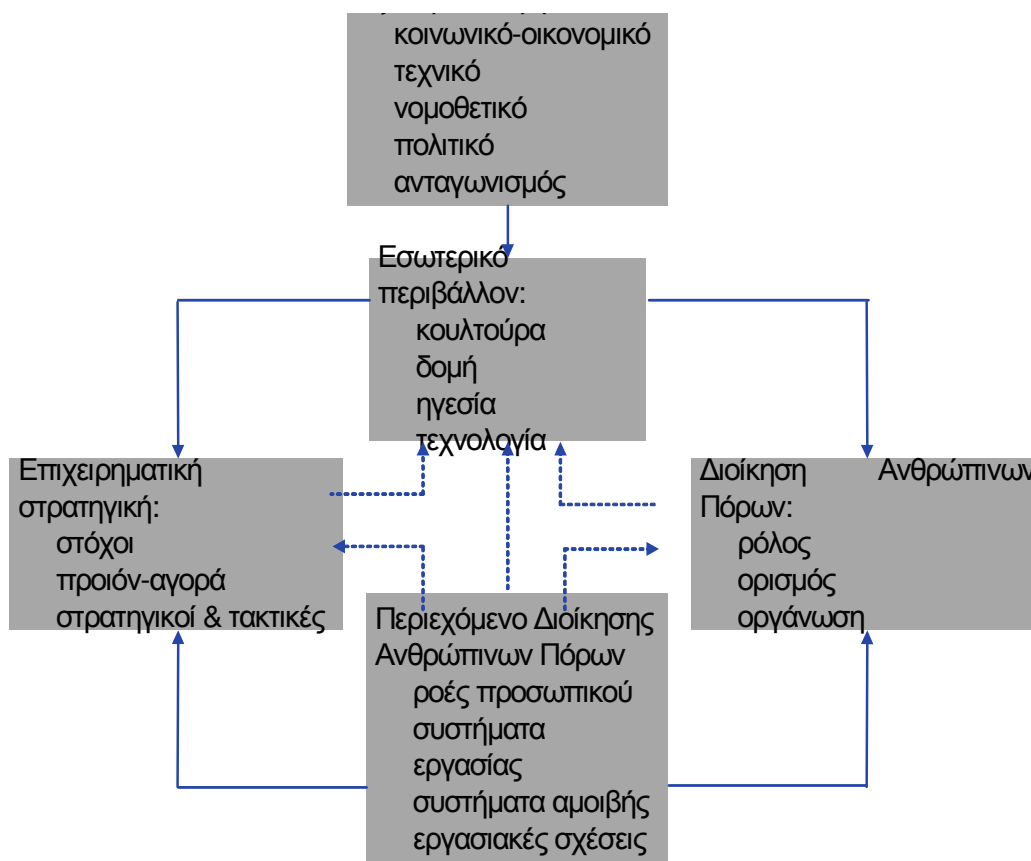 κοινωνικό-οικονομικό
τεχνικό
νομοθετικό
πολιτικό
ανταγωνισμός
Εσωτερικό
περιβάλλον:
κουλτούρα
δομή
ηγεσία
τεχνολογία
Επιχειρηματική
στρατηγική:
στόχοι
προιόν-αγορά
στρατηγικοί & τακτικές
Διοίκηση Ανθρώπινων
Πόρων:
ρόλος
ορισμός
οργάνωση
Περιεχόμενο Διοίκησης
Ανθρώπινων Πόρων
ροές προσωπικού
συστήματα
εργασίας
συστήματα αμοιβής
εργασιακές σχέσεις